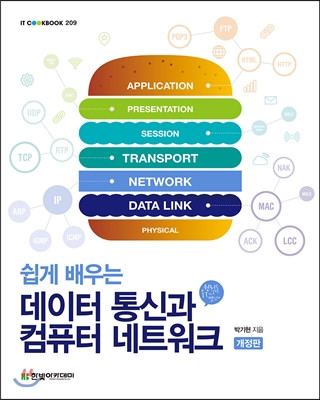 IT COOKBOOK 209
POP3
FTP
HTML
HTTP
APPLICATION
PRESENTATION
SESSION
TRANSPORT
NETWORK
DATA LINK
PHYSICAL
UDP
RTP
TCP
IP
ARP
ICMP
IGMP
NAK
MAC
ACK
LCC
쉽게 배우는
데이터 통신과
컴퓨터 네트워크
박기현 지음
개정판
한빛아카데미